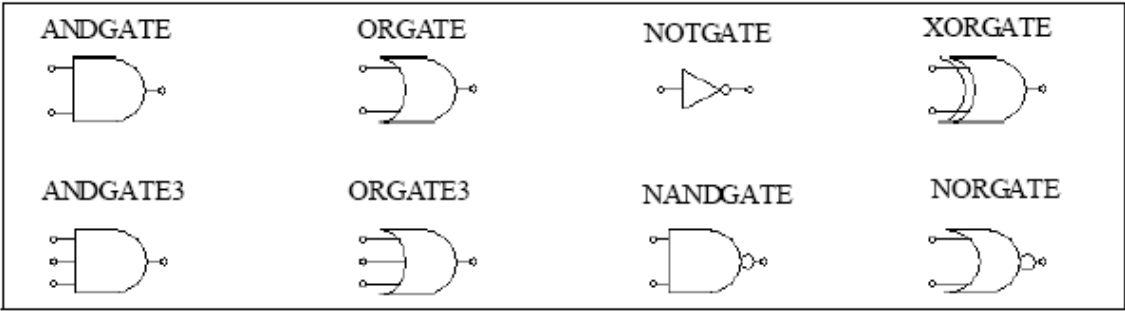 ANDGATE
ORGATE
NOTGATE
XORGATE
ANDGATE3
ORGATE3
NANDGATE
NORGATE